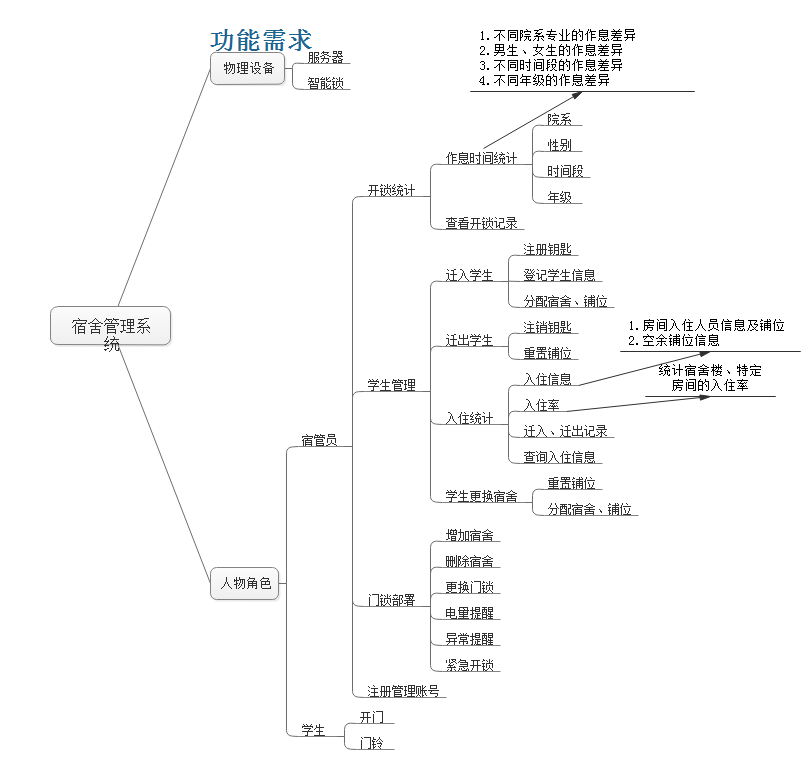 功能需求
物理设备
服务器
智能锁
1.不同院系专业的作息差异
2.男生、女生的作息差异
3.不同时间段的作息差异
4.不同年级的作息差异
院系
性别
时间段
年级
作息时间统计
开锁统计
查看开锁记录
注册钥匙
迁入学生
登记学生信息
分配宿舍、铺位
宿舍管理系
统
注销钥匙
迁出学生
重置铺位
1.房间入住人员信息及铺位
2.空余铺位信息
统计宿舍楼、特定
房间的入住率
学生管理
入住信息
入住率
入住统计
迁入、迁出记录
查询入住信息
宿管员
重置铺位
学生更换宿舍
分配宿舍、铺位
增加宿舍
删除宿舍
人物角色
更换门锁
门锁部署
电量提醒
异常提醒
紧急开锁
注册管理账号
开门
学生
门铃